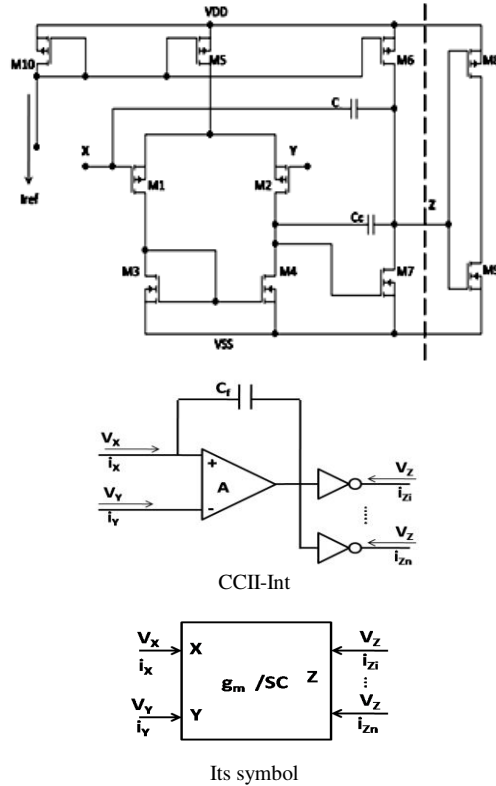 VDD
M10
M5
M6
M8
C
X
Y
M1
M2
Iref
Cc
Z
M3
M4
M7
M9
VSS
Cf
VX
iX
+
A
VY
iY
-
VZ
iZi
VZ
iZn
CCII-Int
VX
iX
X
VZ
iZi
gm /SC
Z
VY
iY
Y
VZ
iZn
Its symbol